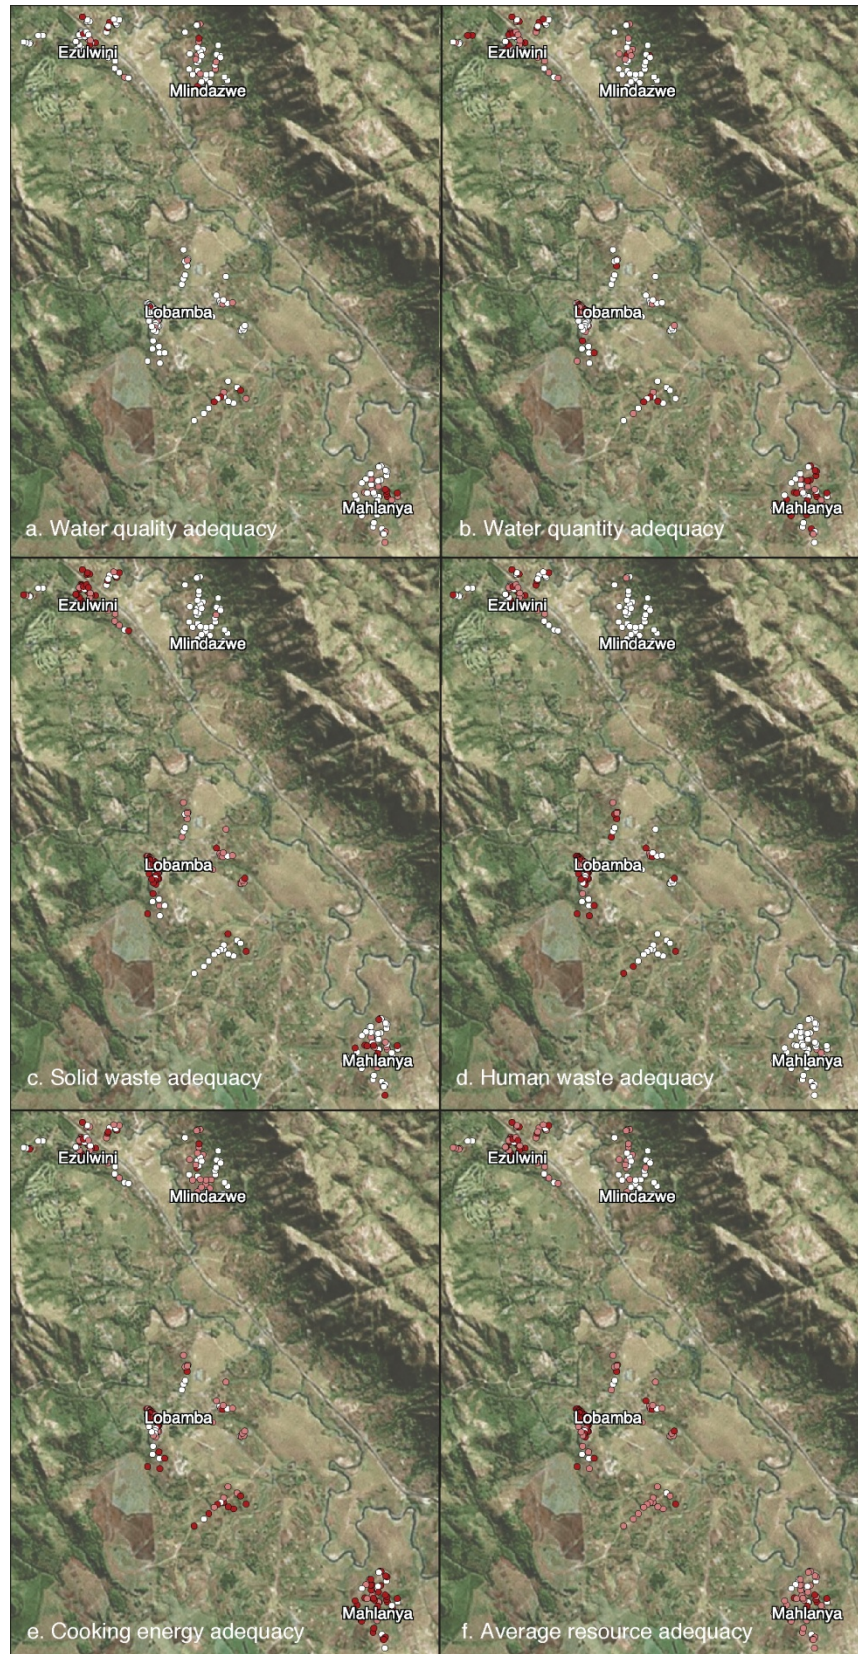 Ezulwini
Mlindazwe
Lobamba
Mahlanya
a. Water quality adequacy
Ezulwini
Mlindazwe
Lobamba
Mahlanya
b. Water quantity adequacy
Ezulwini
Mlindazwe
Lobamba
Mahlanya
c. Solid waste adequacy
Ezulwini
Mlindazwe
Lobamba
Mahlanya
d. Human waste adequacy
Ezulwini
Mlindazwe
Lobamba
Mahlanya
e. Cooking energy adequacy
Ezulwini
Mlindazwe
Lobamba
Mahlanya
f. Average resource adequacy